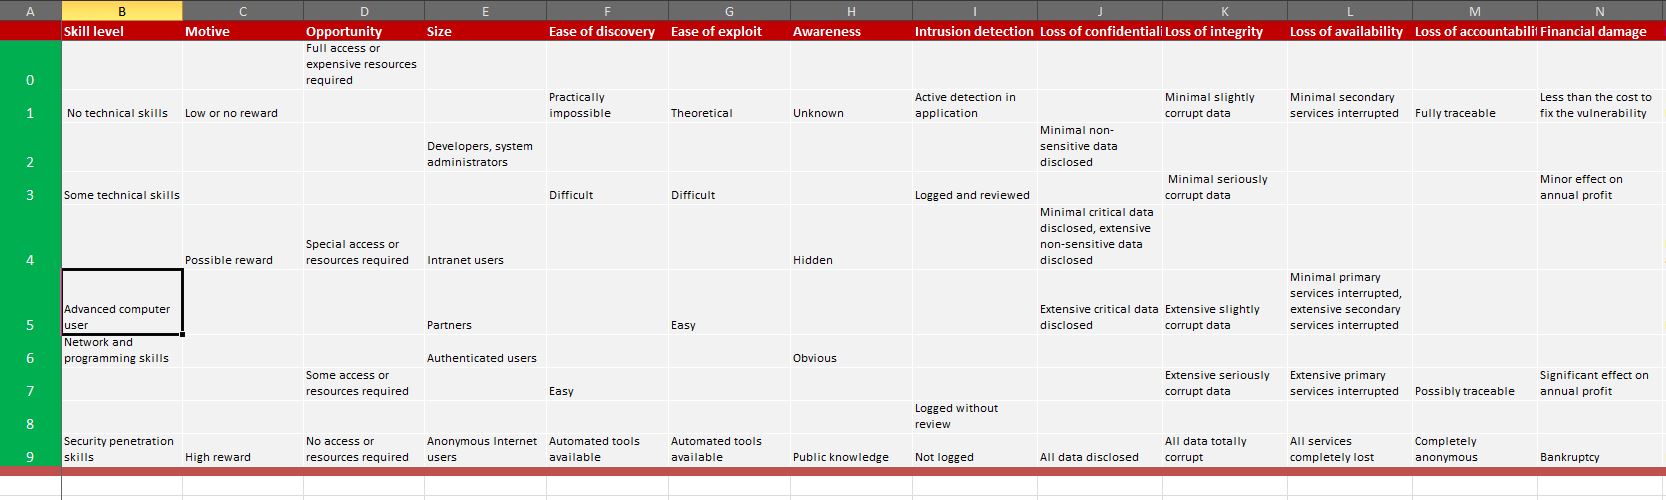 A B C D E F G H I J K L M N
Skill level Motive Opportunity Size Ease of discovery Ease of exploit Awareness Intrusion detection Loss of confidentiali Loss of integrity Loss of availability Loss of accountabilit Financial damage
Full access or
expensive resources
0 required
Practically Active detection in Minimal slightly Minimal secondary Less than the cost to
1 No technical skills Low or no reward impossible Theoretical Unknown application corrupt data services interrupted Fully traceable fix the vulnerability
Minimal non-
Developers, system sensitive data
2 administrators disclosed
Minimal seriously Minor effect on
3 Some technical skills Difficult Difficult Logged and reviewed corrupt data annual profit
Minimal critical data
disclosed, extensive
Special access or non-sensitive data
4 Possible reward resources required Intranet users Hidden disclosed
Minimal primary
services interrupted,
Advanced computer Extensive critical data Extensive slightly extensive secondary
5 user Partners Easy disclosed corrupt data services interrupted
Network and
6 programming skills Authenticated users Obvious
Some access or Extensive seriously Extensive primary Significant effect on
7 resources required Easy corrupt data services interrupted Possibly traceable annual profit
Logged without
8 review
Security penetration No access or Anonymous Internet Automated tools Automated tools All data totally All services Completely
9 skills High reward resources required users available available Public knowledge Not logged All data disclosed corrupt completely lost anonymous Bankruptcy